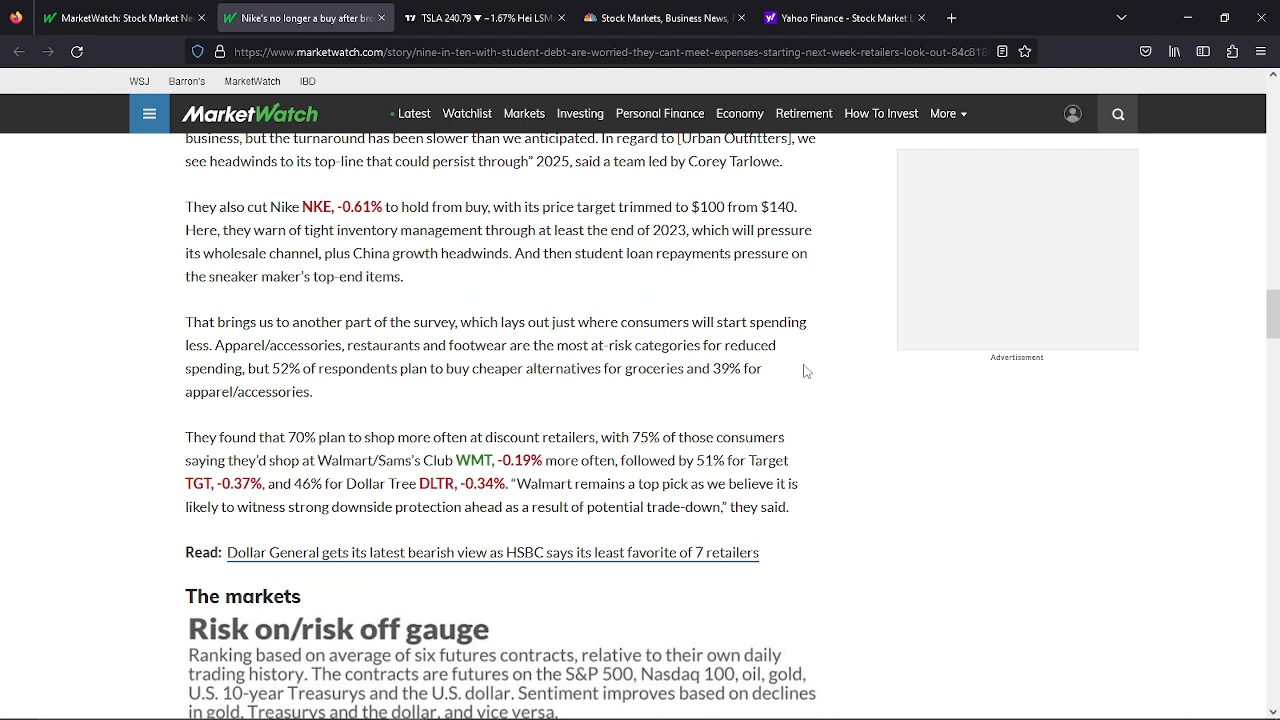 MarketWatch: Stock Market Ne
Nike's no longer a buy after bro
TSLA 245.79 ▼ −1.67% Hei LSM
Stock Markets, Business News,
Yahoo Finance - Stock Market L
https://www.marketwatch.com/story/nine-in-ten-with-student-debt-are-worried-they-cant-meet-expenses-starting-next-week-retailers-look-out-84c818
WSJ Barron's MarketWatch IBD
MarketWatch Latest Watchlist Markets Investing Personal Finance Economy Retirement How To Invest More
business, but the turnaround has been slower than we anticipated. In regard to [Urban Outfitters], we
see headwinds to its top-line that could persist through” 2025, said a team led by Corey Tarlowe.
They also cut Nike NKE, -0.61% to hold from buy, with its price target trimmed to $100 from $140.
Here, they warn of tight inventory management through at least the end of 2023, which will pressure
its wholesale channel, plus China growth headwinds. And then student loan repayments pressure on
the sneaker maker’s top-end items.
That brings us to another part of the survey, which lays out just where consumers will start spending
less. Apparel/accessories, restaurants and footwear are the most at-risk categories for reduced
spending, but 52% of respondents plan to buy cheaper alternatives for groceries and 39% for
apparel/accessories.
They found that 70% plan to shop more often at discount retailers, with 75% of those consumers
saying they’d shop at Walmart/Sams’s Club WMT, -0.19% more often, followed by 51% for Target
TGT, -0.37%, and 46% for Dollar Tree DLTR, -0.34%. “Walmart remains a top pick as we believe it is
likely to witness strong downside protection ahead as a result of potential trade-down,” they said.
Read: Dollar General gets its latest bearish view as HSBC says its least favorite of 7 retailers
The markets
Risk on/risk off gauge
Ranking based on average of six futures contracts, relative to their own daily
trading history. The contracts are futures on the S&P 500, Nasdaq 100, oil, gold,
U.S. 10-year Treasurys and the U.S. dollar. Sentiment improves based on declines
in gold, Treasurys and the dollar, and vice versa.
Advertisement